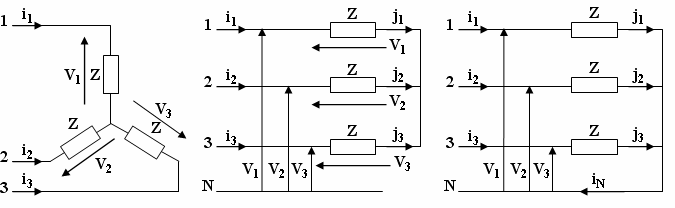 1 i1
V1 Z
V3
Z Z
2 i2
V2
3 i3
1 i1 Z j1
V1
2 i2 Z j2
V2
3 i3 Z j3
V1 V2 V3 V3
N
1 i1 Z j1
2 i2 Z j2
3 i3 Z j3
V1 V2 V3
N iN